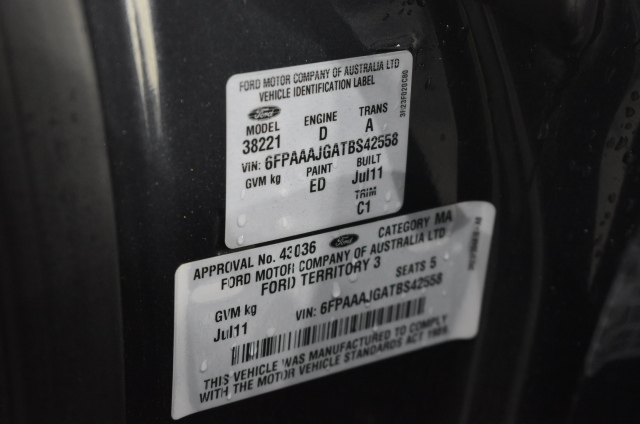 FORD MOTOR COMPANY OF AUSTRALIA LTD
VEHICLE IDENTIFICATION LABEL
Ford
MODEL ENGINE TRANS
38221 D A
VIN: 6FPAAAJGATBS42558
GVM kg PAINT BUILT
ED Jul11
TRIM
C1
APPROVAL No. 43036 Ford CATEGORY MA
FORD MOTOR COMPANY OF AUSTRALIA LTD
FORD TERRITORY 3
GVM kg SEATS 5
Jul11 VIN: 6FPAAAJGATBS42558
THIS VEHICLE WAS MANUFACTURED TO COMPLY
WITH THE MOTOR VEHICLE STANDARDS ACT 1989.